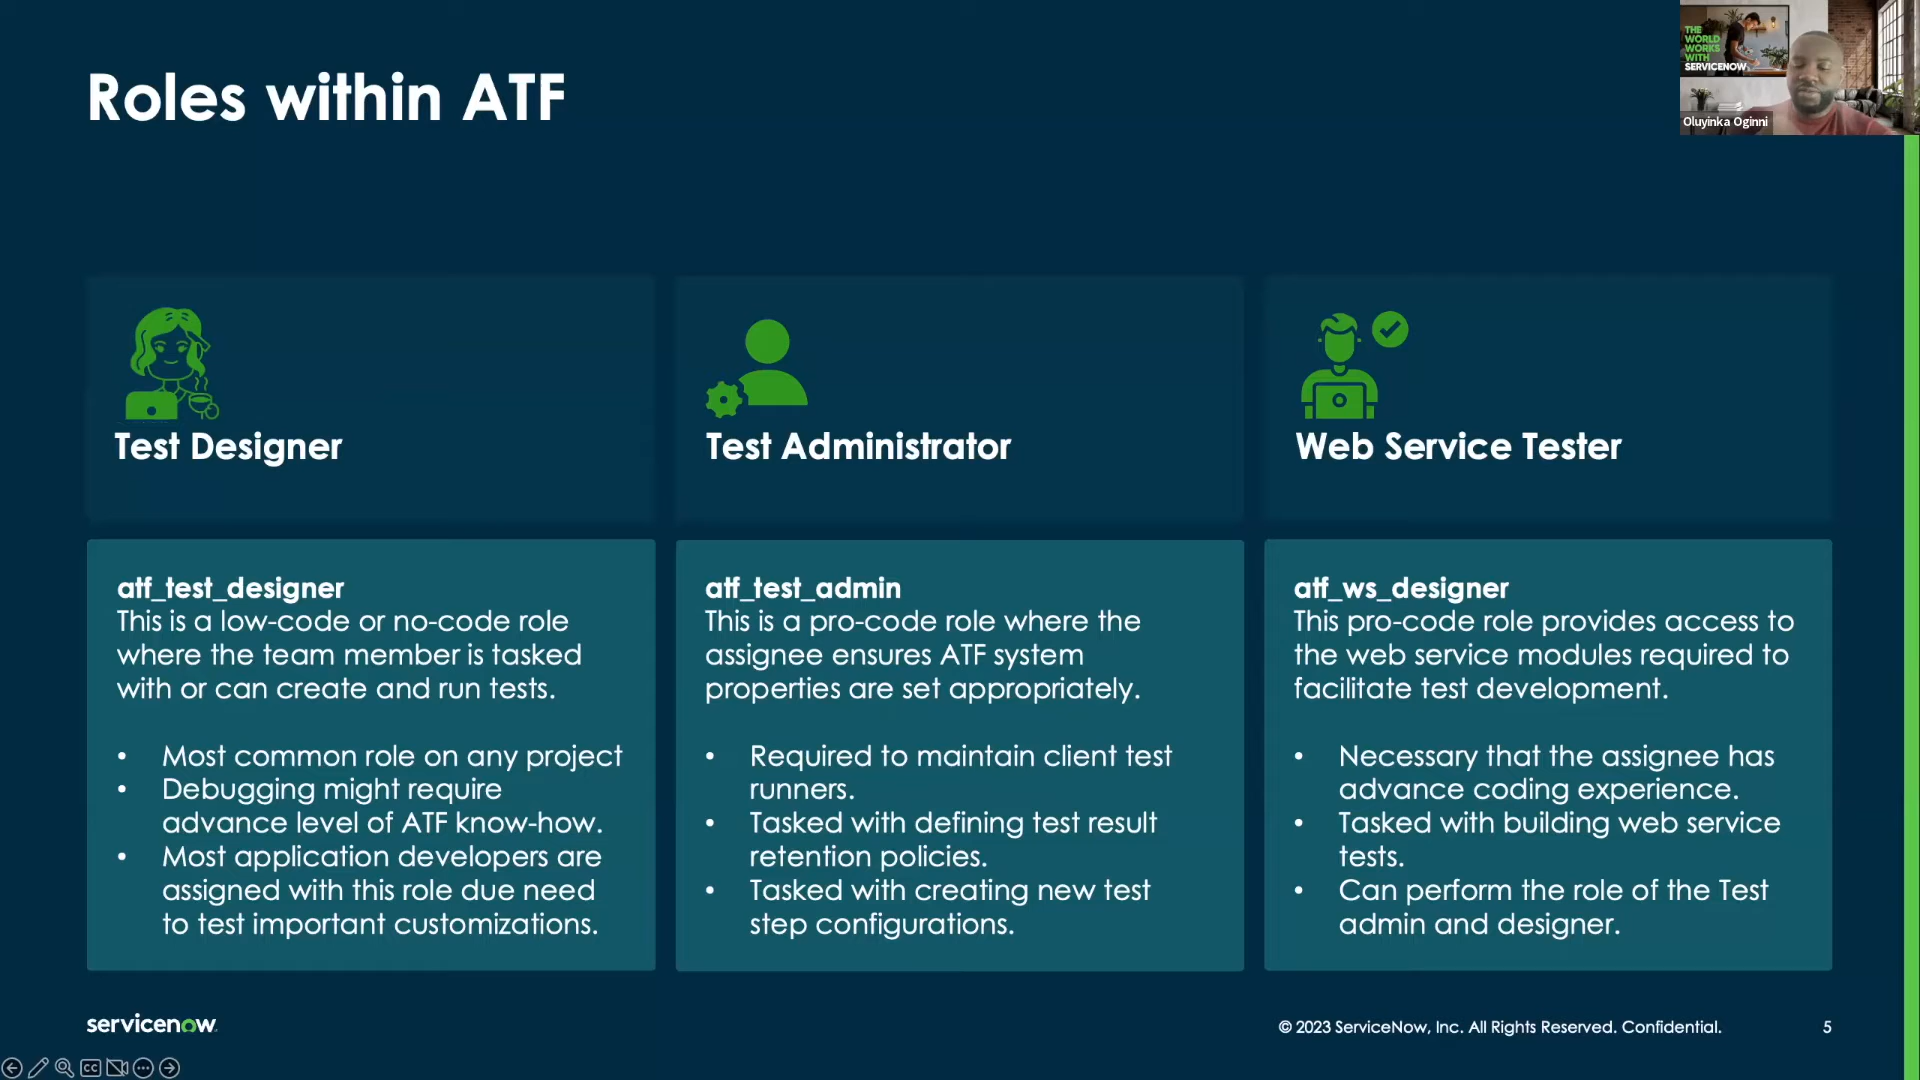 Roles within ATF
THE
WORLD
WORKS
WITH
SERVICENOW
Oluyinka Oginni
Test Designer
Test Administrator
Web Service Tester
atf_test_designer
This is a low-code or no-code role
where the team member is tasked
with or can create and run tests.
• Most common role on any project
• Debugging might require
advance level of ATF know-how.
• Most application developers are
assigned with this role due need
to test important customizations.
atf_test_admin
This is a pro-code role where the
assignee ensures ATF system
properties are set appropriately.
• Required to maintain client test
runners.
• Tasked with defining test result
retention policies.
• Tasked with creating new test
step configurations.
atf_ws_designer
This pro-code role provides access to
the web service modules required to
facilitate test development.
• Necessary that the assignee has
advance coding experience.
• Tasked with building web service
tests.
• Can perform the role of the Test
admin and designer.
servicenow
© 2023 ServiceNow, Inc. All Rights Reserved. Confidential.
5
CC